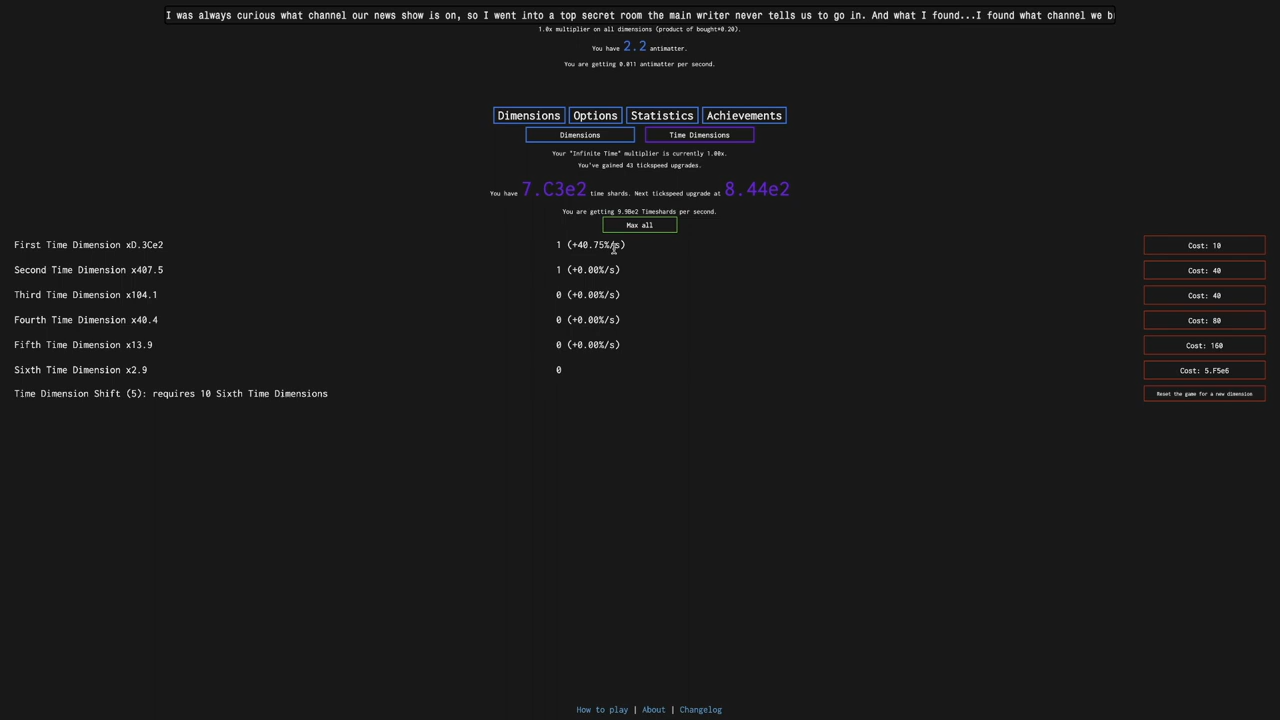 I was always curious what channel our news show is on, so I went into a top secret room the main writer never tells us to go in. And what I found...I found what channel we b
1.0x multiplier on all dimensions (product of bought*0.20).
You have 2.2 antimatter.
You are getting 0.011 antimatter per second.
Dimensions Options Statistics Achievements
Dimensions Time Dimensions
Your "Infinite Time" multiplier is currently 1.00x.
You've gained 43 tickspeed upgrades.
You have 7.C3e2 time shards. Next tickspeed upgrade at 8.44e2
You are getting 9.9Be2 Timeshards per second.
Max all
First Time Dimension xD.3Ce2 1 (+40.75%/s) Cost: 10
Second Time Dimension x407.5 1 (+0.00%/s) Cost: 40
Third Time Dimension x104.1 0 (+0.00%/s) Cost: 40
Fourth Time Dimension x40.4 0 (+0.00%/s) Cost: 80
Fifth Time Dimension x13.9 0 (+0.00%/s) Cost: 160
Sixth Time Dimension x2.9 0 Cost: 5.F5e6
Time Dimension Shift (5): requires 10 Sixth Time Dimensions Reset the game for a new dimension
How to play | About | Changelog